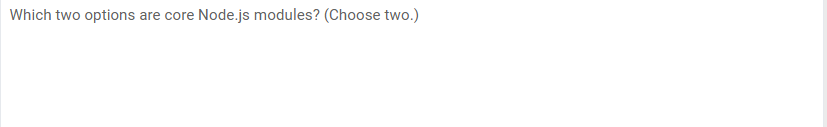 Which two options are core Node.js modules? (Choose two.)